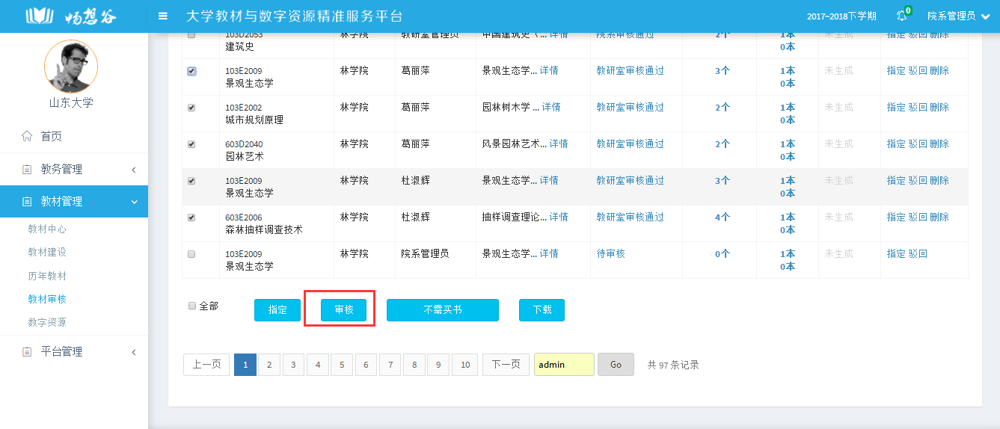 畅想谷
大学教材与数字资源精准服务平台
2017~2018下学期
0
院系管理员
山东大学
首页
教务管理
教材管理
教材中心
教材建设
历年教材
教材审核
数字资源
平台管理
103D2053 林学院 教研室管理员 中国建筑史（... 详情 院系审核通过 2个 1本 未生成 指定 驳回 删除
建筑史 0本
103E2009 林学院 葛丽萍 景观生态学... 详情 教研室审核通过 3个 1本 未生成 指定 驳回 删除
景观生态学 0本
103E2002 林学院 葛丽萍 园林树木学 ... 详情 教研室审核通过 2个 1本 未生成 指定 驳回 删除
城市规划原理 0本
603D2040 林学院 葛丽萍 风景园林艺术... 详情 教研室审核通过 2个 1本 未生成 指定 驳回 删除
园林艺术 0本
103E2009 林学院 杜淑辉 景观生态学... 详情 教研室审核通过 3个 1本 未生成 指定 驳回 删除
景观生态学 0本
603E2006 林学院 杜淑辉 抽样调查理论... 详情 教研室审核通过 4个 1本 未生成 指定 驳回 删除
森林抽样调查技术 0本
103E2009 林学院 院系管理员 景观生态学... 详情 待审核 0个 1本 未生成 指定 驳回
景观生态学 0本
全部 指定 审核 不需买书 下载
上一页 1 2 3 4 5 6 7 8 9 10 下一页 admin Go 共 97 条记录